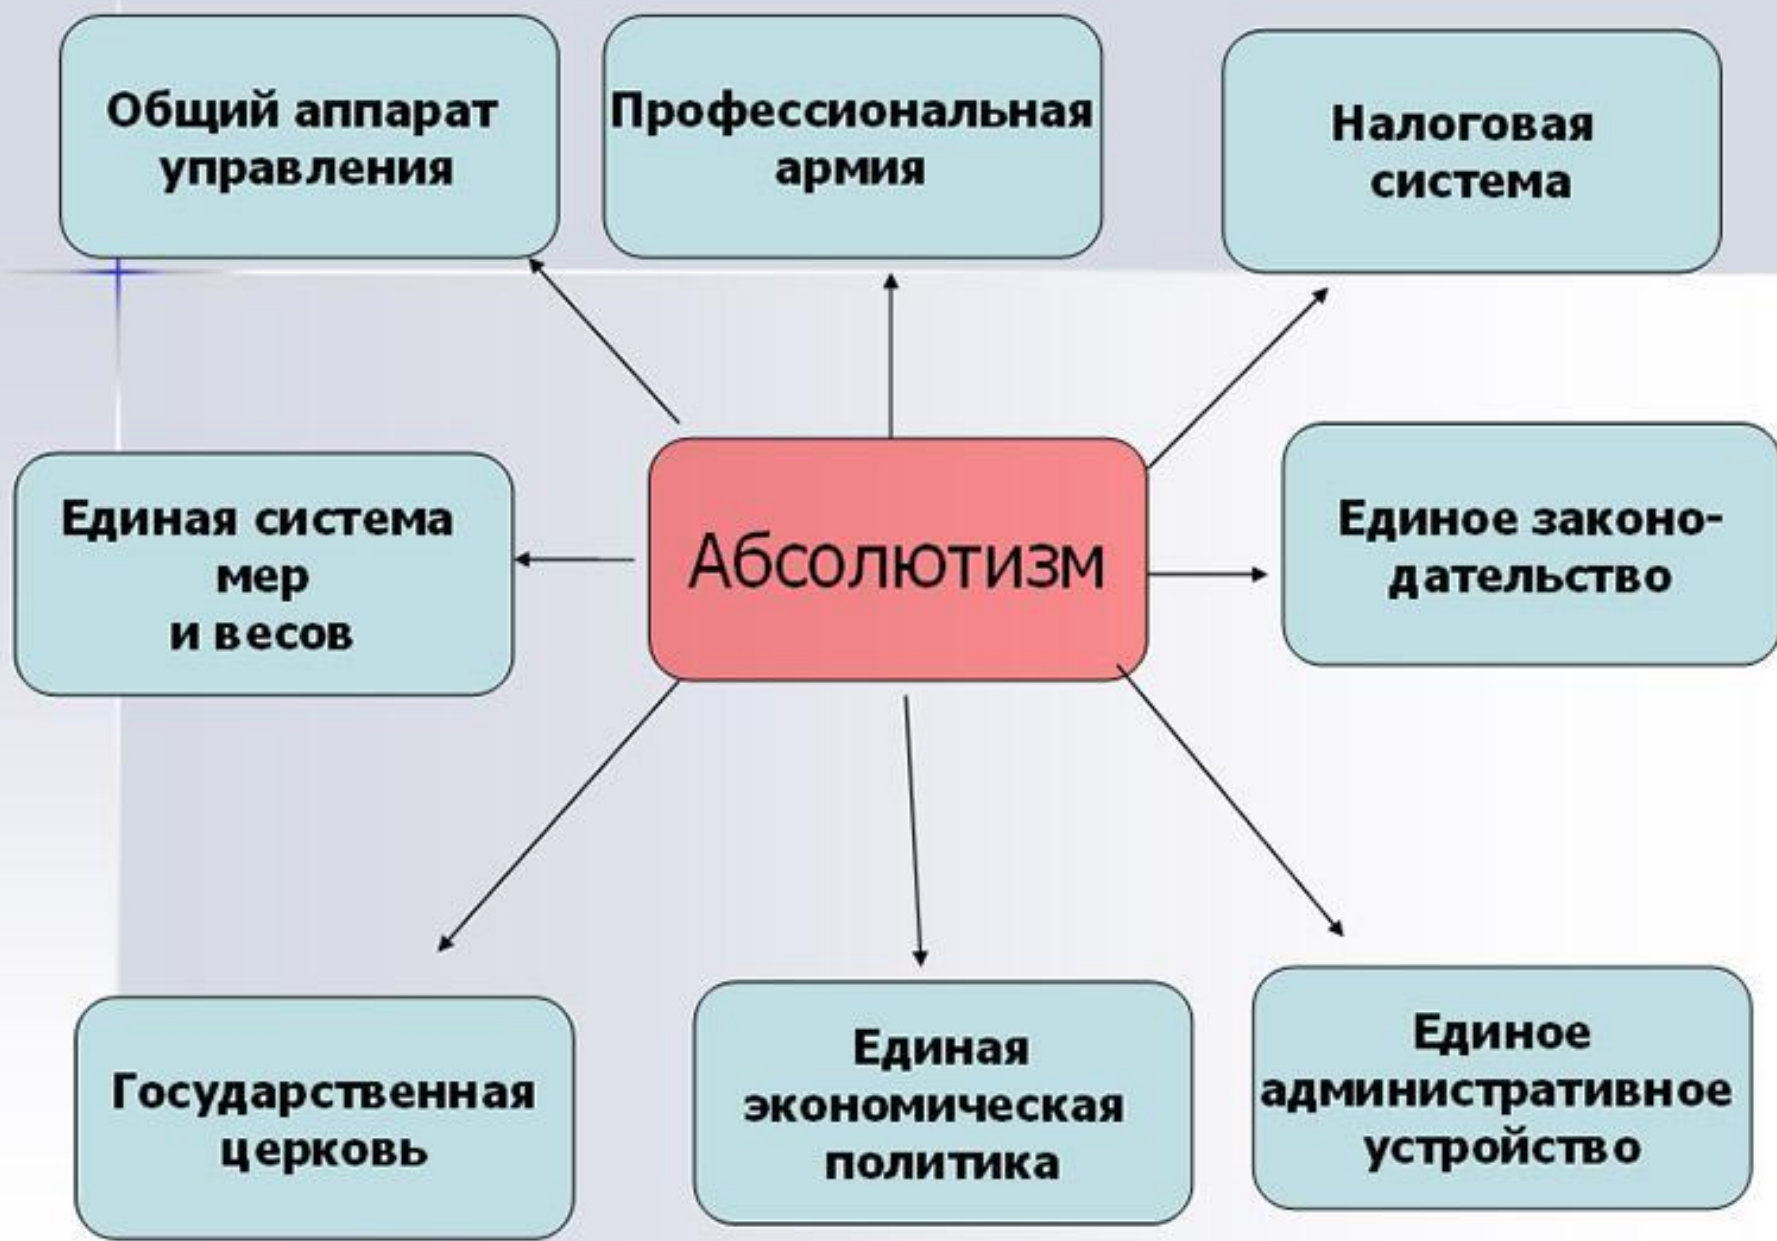 Общий аппарат
управления
Профессиональная
армия
Налоговая
система
Единая система
мер
и весов
Абсолютизм
Единое законо-
дательство
Государственная
церковь
Единая
экономическая
политика
Единое
административное
устройство